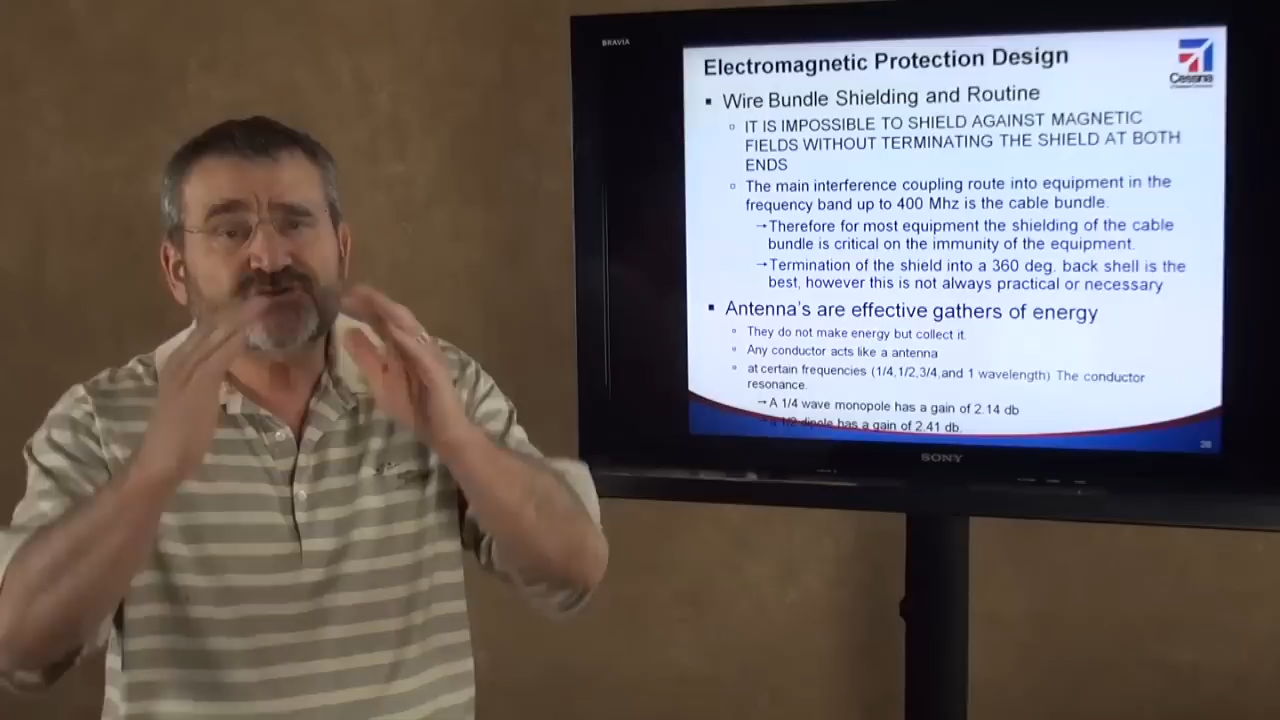 BRAVIA
Electromagnetic Protection Design
Cessna
Wire Bundle Shielding and Routine
IT IS IMPOSSIBLE TO SHIELD AGAINST MAGNETIC
FIELDS WITHOUT TERMINATING THE SHIELD AT BOTH
ENDS
The main interference coupling route into equipment in the
frequency band up to 400 Mhz is the cable bundle.
→Therefore for most equipment the shielding of the cable
bundle is critical on the immunity of the equipment.
→Termination of the shield into a 360 deg. back shell is the
best, however this is not always practical or necessary
Antenna's are effective gathers of energy
They do not make energy but collect it.
Any conductor acts like a antenna
at certain frequencies (1/4,1/2,3/4,and 1 wavelength) The conductor
resonance.
→A 1/4 wave monopole has a gain of 2.14 db
1/2 dipole has a gain of 2.41 db.
SONY